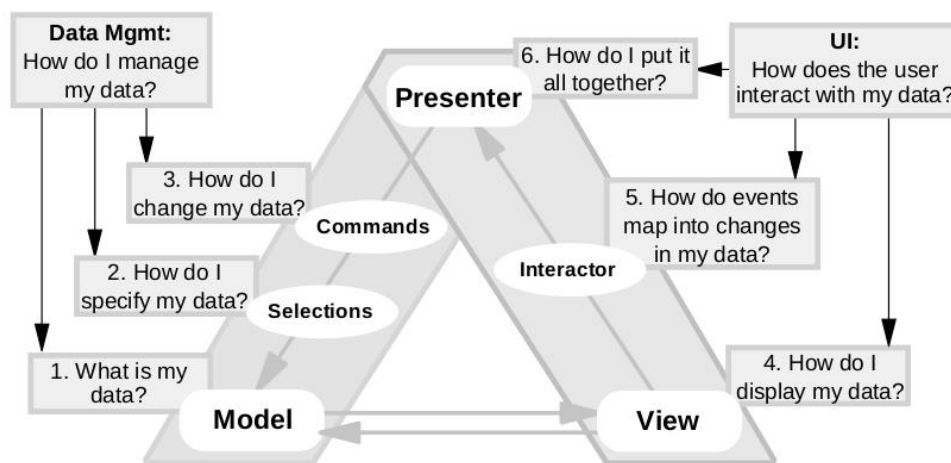 Data Mgmt:
How do I manage
my data?
6. How do I put it
all together?
UI:
How does the user
interact with my data?
Presenter
3. How do I
change my data?
Commands
5. How do events
map into changes
in my data?
2. How do I
specify my data?
Interactor
Selections
1. What is my
data?
4. How do I
display my data?
Model
View